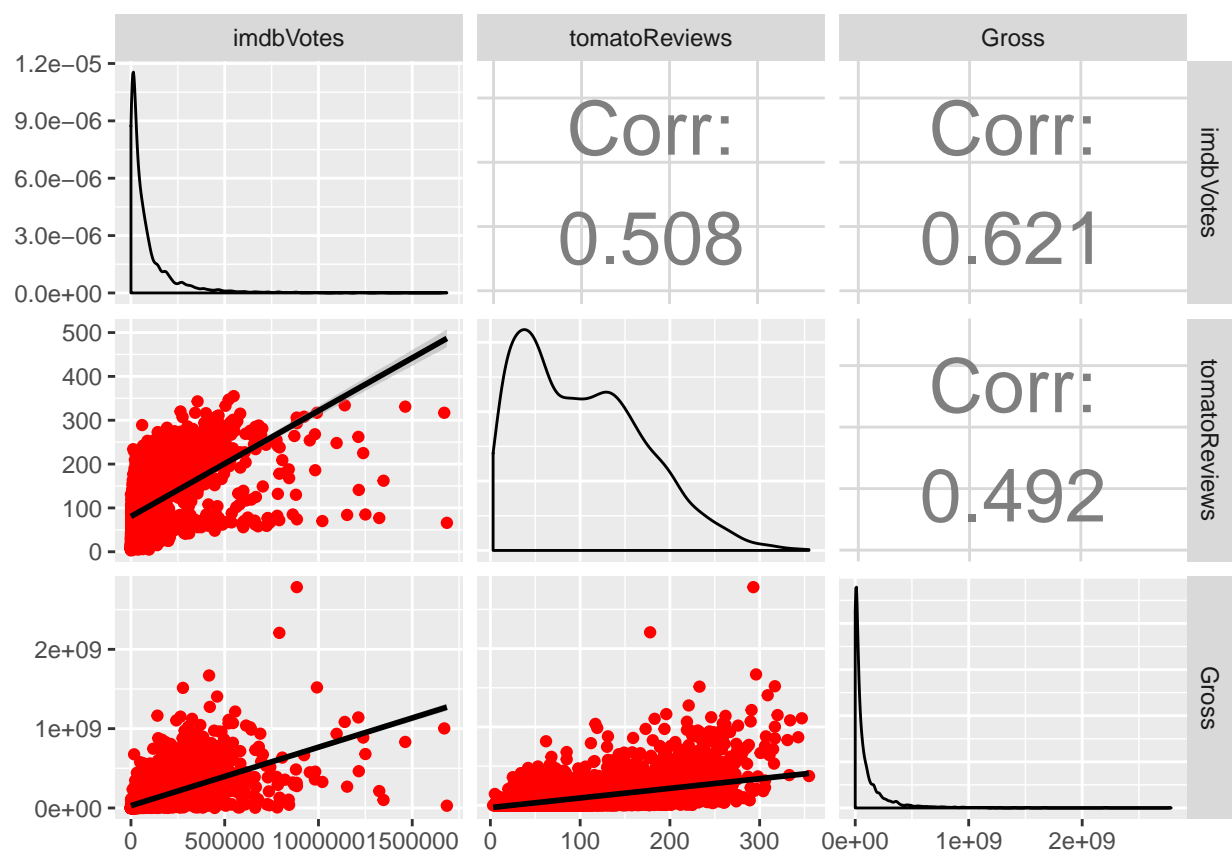 imdbVotes tomatoReviews Gross
1.2e−05
9.0e−06
6.0e−06
3.0e−06
0.0e+00
Corr:
0.508
Corr:
0.621
imdbVotes
500
400
300
200
100
0
Corr:
0.492
tomatoReviews
2e+09
1e+09
0e+00
Gross
0 500000 1000000 1500000 0 100 200 300 0e+00 1e+09 2e+09